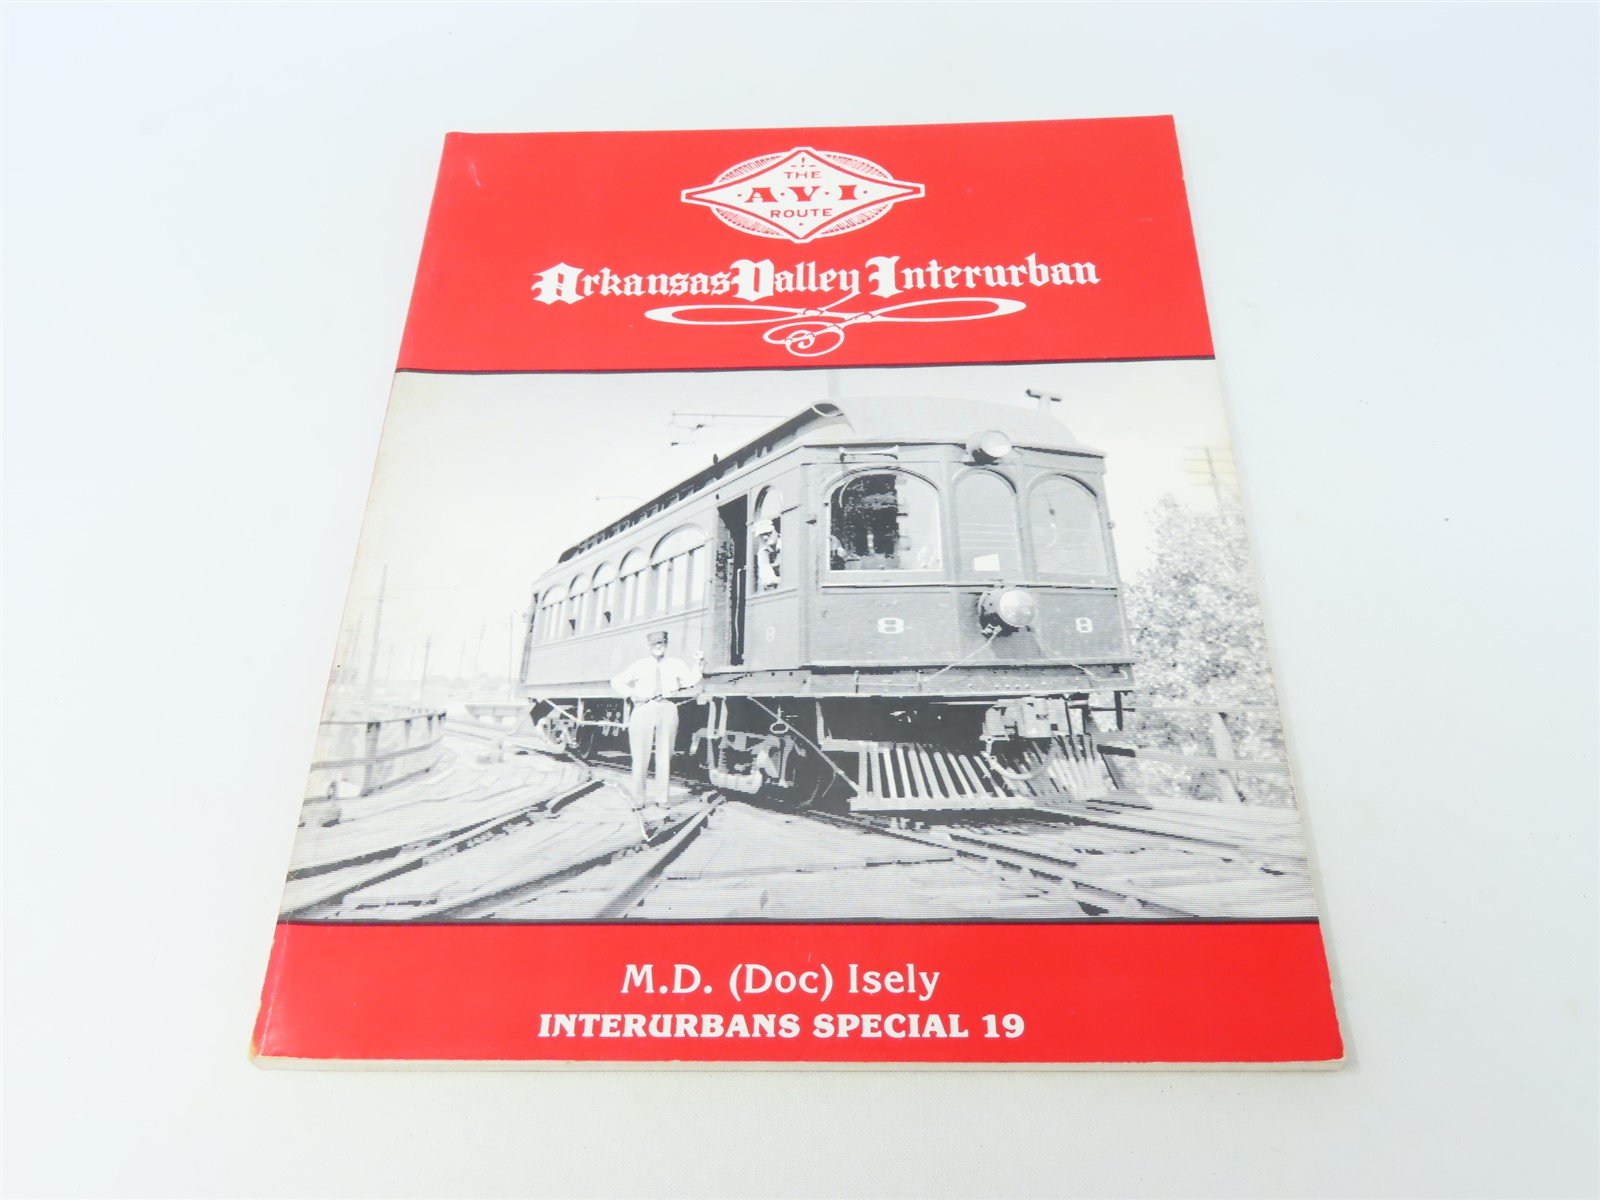 THE
·A·V·I·
ROUTE
Arkansas Valley Interurban
8 8
M.D. (Doc) Isely
INTERURBANS SPECIAL 19